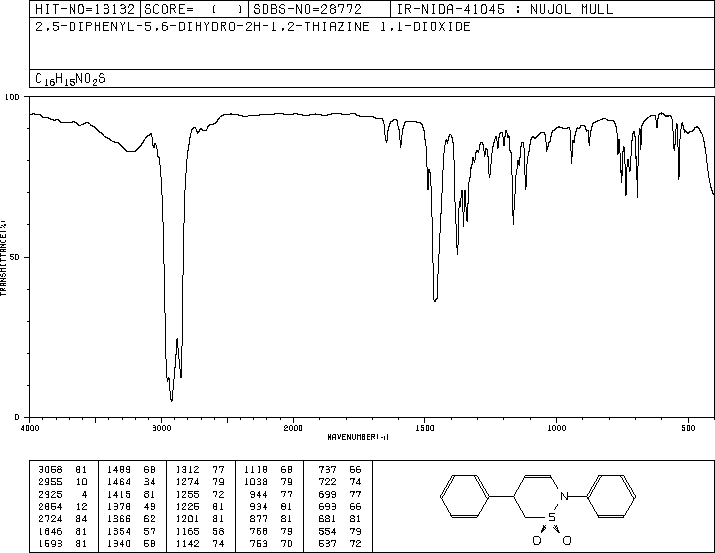 HIT-NO=13132 SCORE= ( ) SDBS-NO=28772 IR-NIDA-41045 : NUJOL MULL
2,5-DIPHENYL-5,6-DIHYDRO-2H-1,2-THIAZINE 1,1-DIOXIDE
C16H15NO2S
100
50
0
TRANSMITTANCE(%)
4000 3000 2000 1500 1000 500
WAVENUMBER(-1)
3068 81 1489 68 1312 77 1118 68 737 66
2955 10 1464 34 1274 79 1038 79 722 74
2925 4 1415 81 1255 72 944 77 699 77
2854 12 1378 49 1226 81 934 81 693 66
2724 84 1366 62 1201 81 877 81 681 81
1646 81 1354 57 1165 58 768 79 554 79
1593 81 1340 58 1142 74 753 70 537 72
N
S
O O